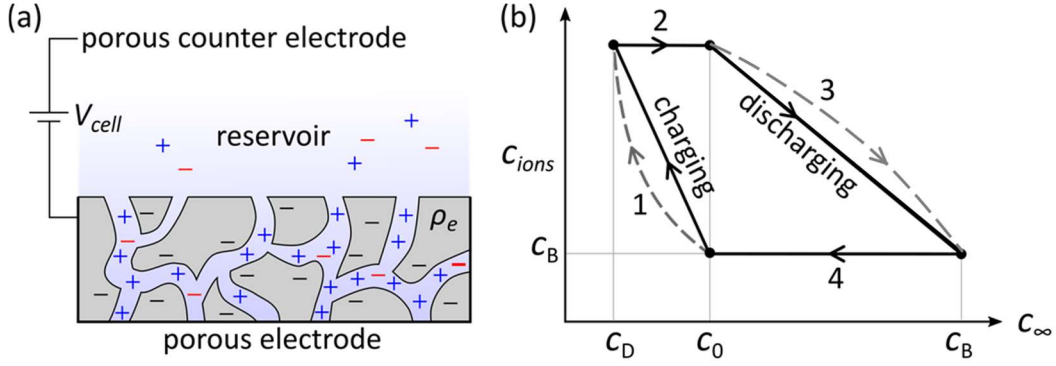 (a)
porous counter electrode
V_cell
reservoir
ρ_e
porous electrode
(b)
2
3
charging
discharging
c_ions
1
c_B
4
c_D
c_0
c_B
c_∞